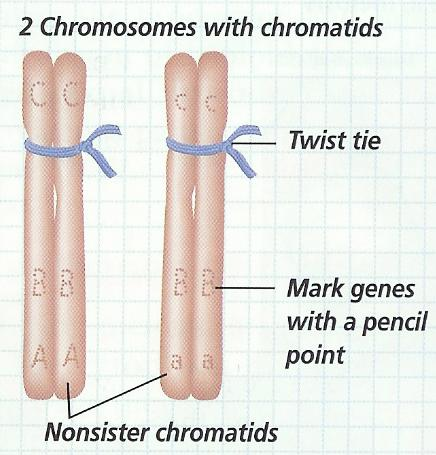 2 Chromosomes with chromatids
C C c c
Twist tie
B B B B
Mark genes
with a pencil
point
A A a a
Nonsister chromatids